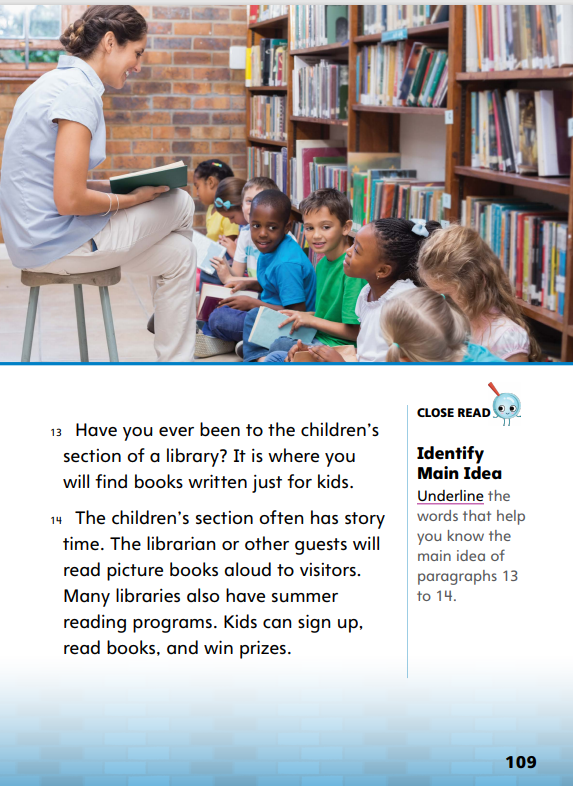 13 Have you ever been to the children's
section of a library? It is where you
will find books written just for kids.
14 The children's section often has story
time. The librarian or other guests will
read picture books aloud to visitors.
Many libraries also have summer
reading programs. Kids can sign up,
read books, and win prizes.
CLOSE READ
Identify
Main Idea
Underline the
words that help
you know the
main idea of
paragraphs 13
to 14.
109